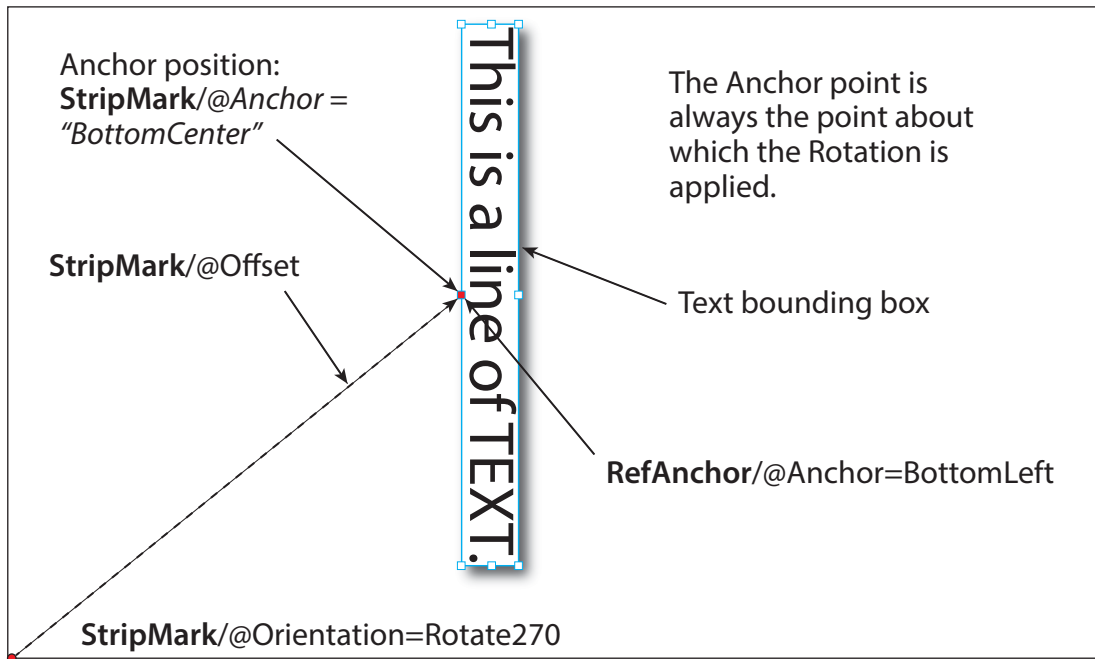 Anchor position:
StripMark/@Anchor =
“BottomCenter”
This is a line of TEXT.
The Anchor point is
always the point about
which the Rotation is
applied.
StripMark/@Offset
Text bounding box
RefAnchor/@Anchor=BottomLeft
StripMark/@Orientation=Rotate270